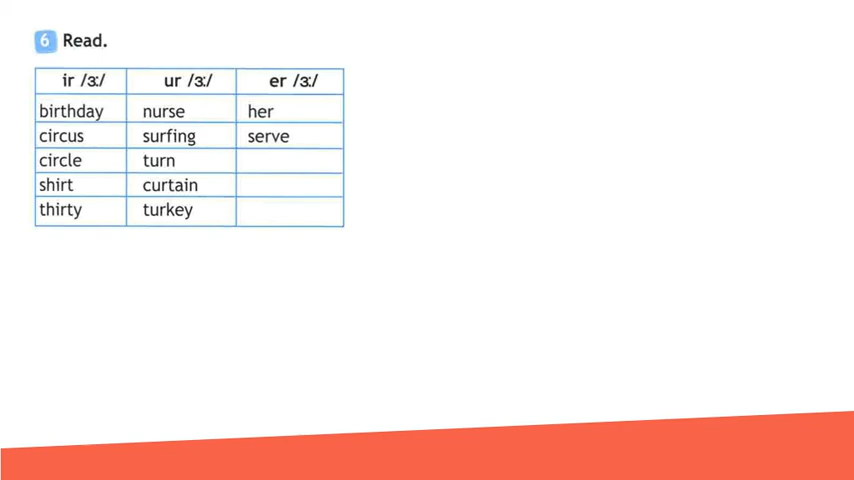 6 Read.
ir /ɜː/ ur /ɜː/ er /ɜː/
birthday nurse her
circus surfing serve
circle turn
shirt curtain
thirty turkey